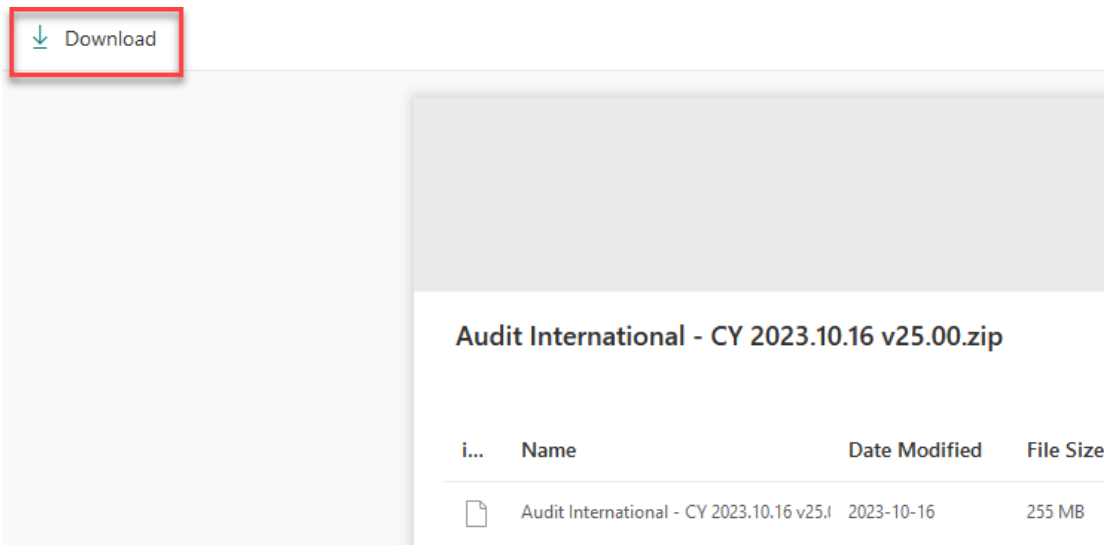 Download
Audit International - CY 2023.10.16 v25.00.zip
i... Name Date Modified File Size
Audit International - CY 2023.10.16 v25.( 2023-10-16 255 MB